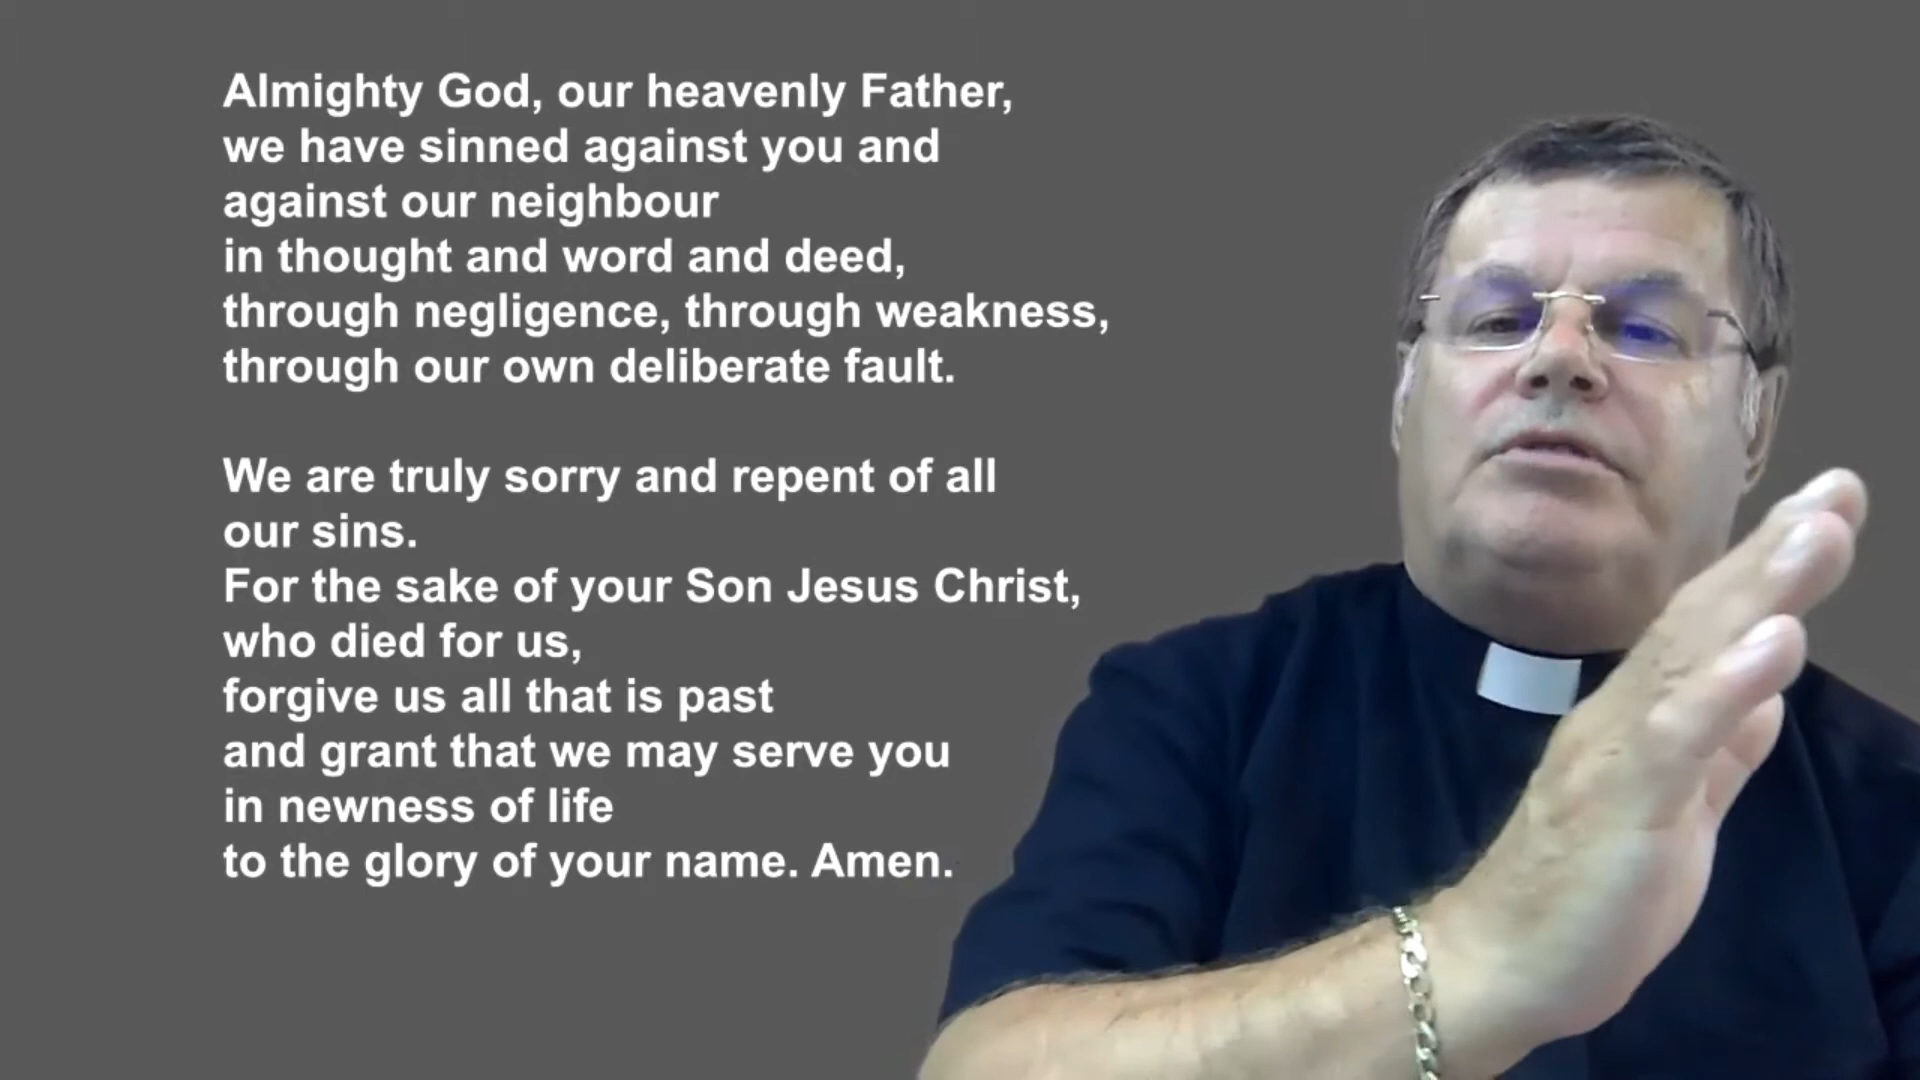 Almighty God, our heavenly Father,
we have sinned against you and
against our neighbour
in thought and word and deed,
through negligence, through weakness,
through our own deliberate fault.
We are truly sorry and repent of all
our sins.
For the sake of your Son Jesus Christ,
who died for us,
forgive us all that is past
and grant that we may serve you
in newness of life
to the glory of your name. Amen.